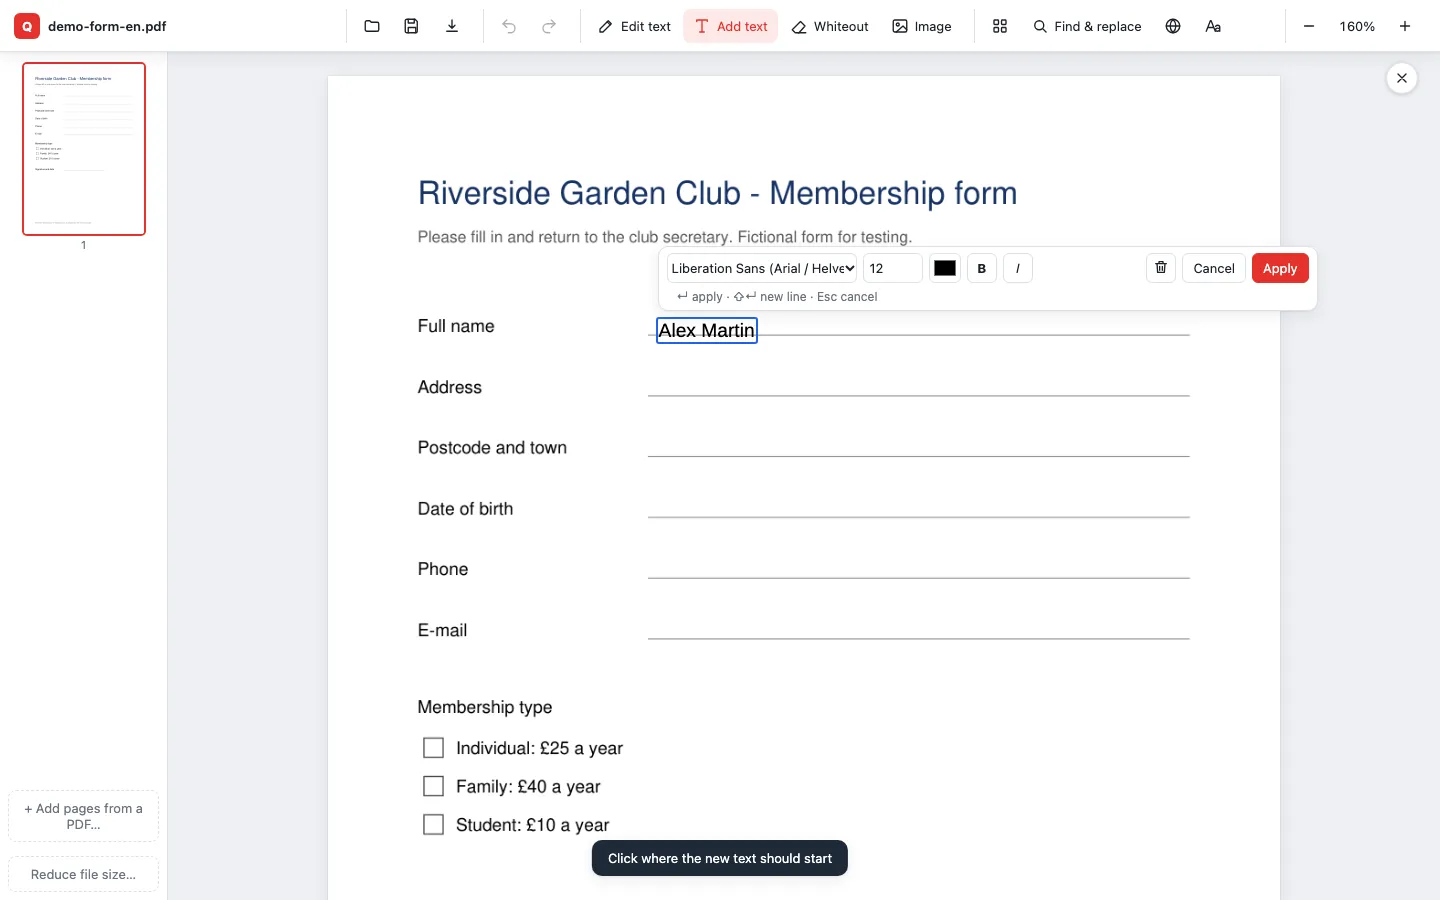 Q demo-form-en.pdf
Edit text
Add text
Whiteout
Image
Find & replace
Aa
160%
1
+ Add pages from a
PDF...
Reduce file size...
Riverside Garden Club - Membership form
Please fill in and return to the club secretary. Fictional form for testing.
Liberation Sans (Arial / Helve
12
B
I
Cancel
Apply
↵ apply · ⇧↵ new line · Esc cancel
Full name
Alex Martin
Address
Postcode and town
Date of birth
Phone
E-mail
Membership type
Individual: £25 a year
Family: £40 a year
Student: £10 a year
Click where the new text should start